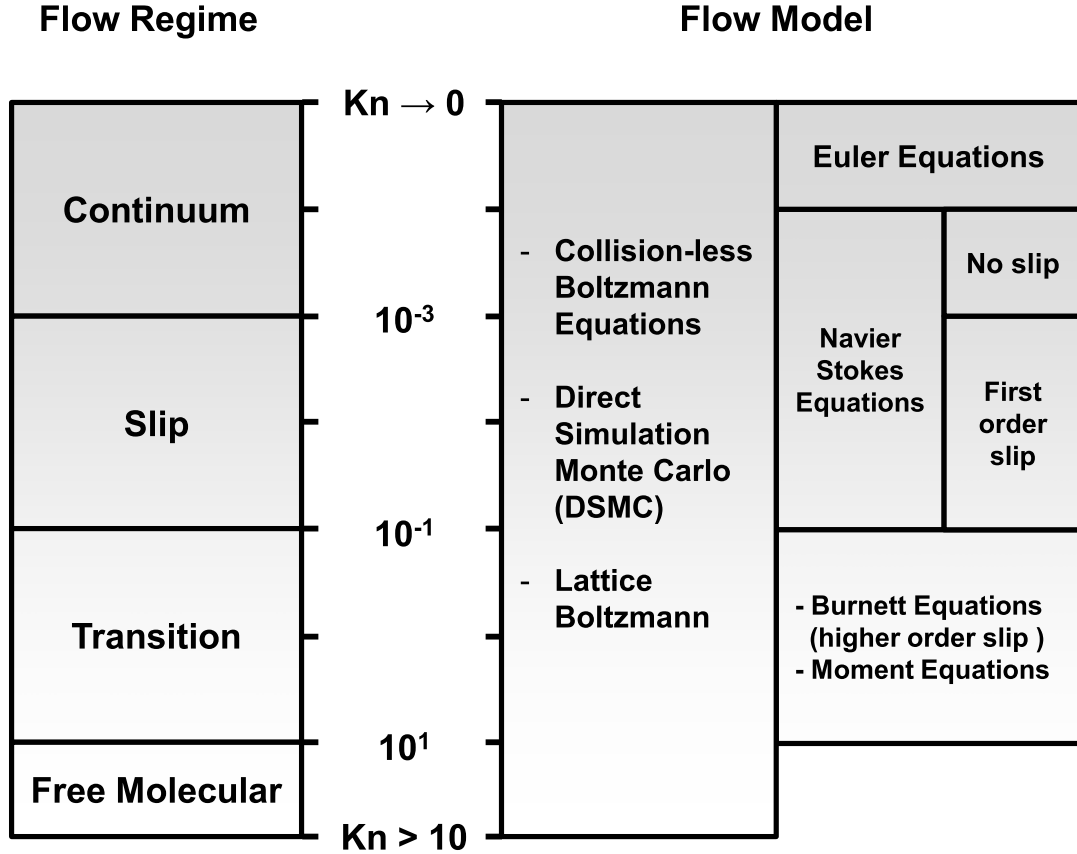 Flow Regime
Flow Model
Kn → 0
Continuum
10⁻³
Slip
10⁻¹
Transition
10¹
Free Molecular
Kn > 10
- Collision-less
Boltzmann
Equations
- Direct
Simulation
Monte Carlo
(DSMC)
- Lattice
Boltzmann
Euler Equations
Navier
Stokes
Equations
No slip
First
order
slip
- Burnett Equations
(higher order slip )
- Moment Equations